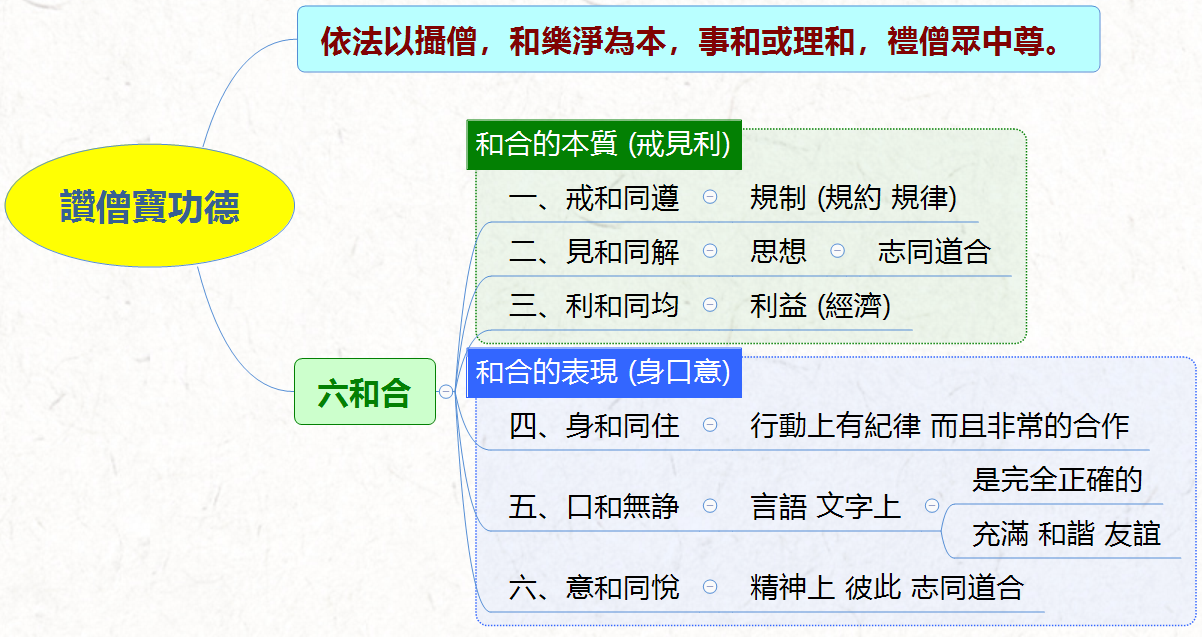 依法以攝僧，和樂淨為本，事和或理和，禮僧眾中尊。
讚僧寶功德
六和合
和合的本質 (戒見利)
一、戒和同遵 規制 (規約 規律)
二、見和同解 思想 志同道合
三、利和同均 利益 (經濟)
和合的表現 (身口意)
四、身和同住 行動上有紀律 而且非常的合作
五、口和無諍 言語 文字上
是完全正確的
充滿 和諧 友誼
六、意和同悅 精神上 彼此 志同道合